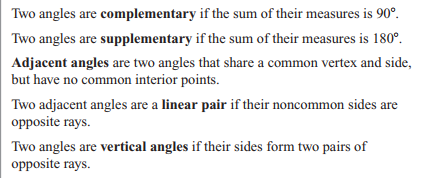 Two angles are complementary if the sum of their measures is 90°.
Two angles are supplementary if the sum of their measures is 180°.
Adjacent angles are two angles that share a common vertex and side,
but have no common interior points.
Two adjacent angles are a linear pair if their noncommon sides are
opposite rays.
Two angles are vertical angles if their sides form two pairs of
opposite rays.